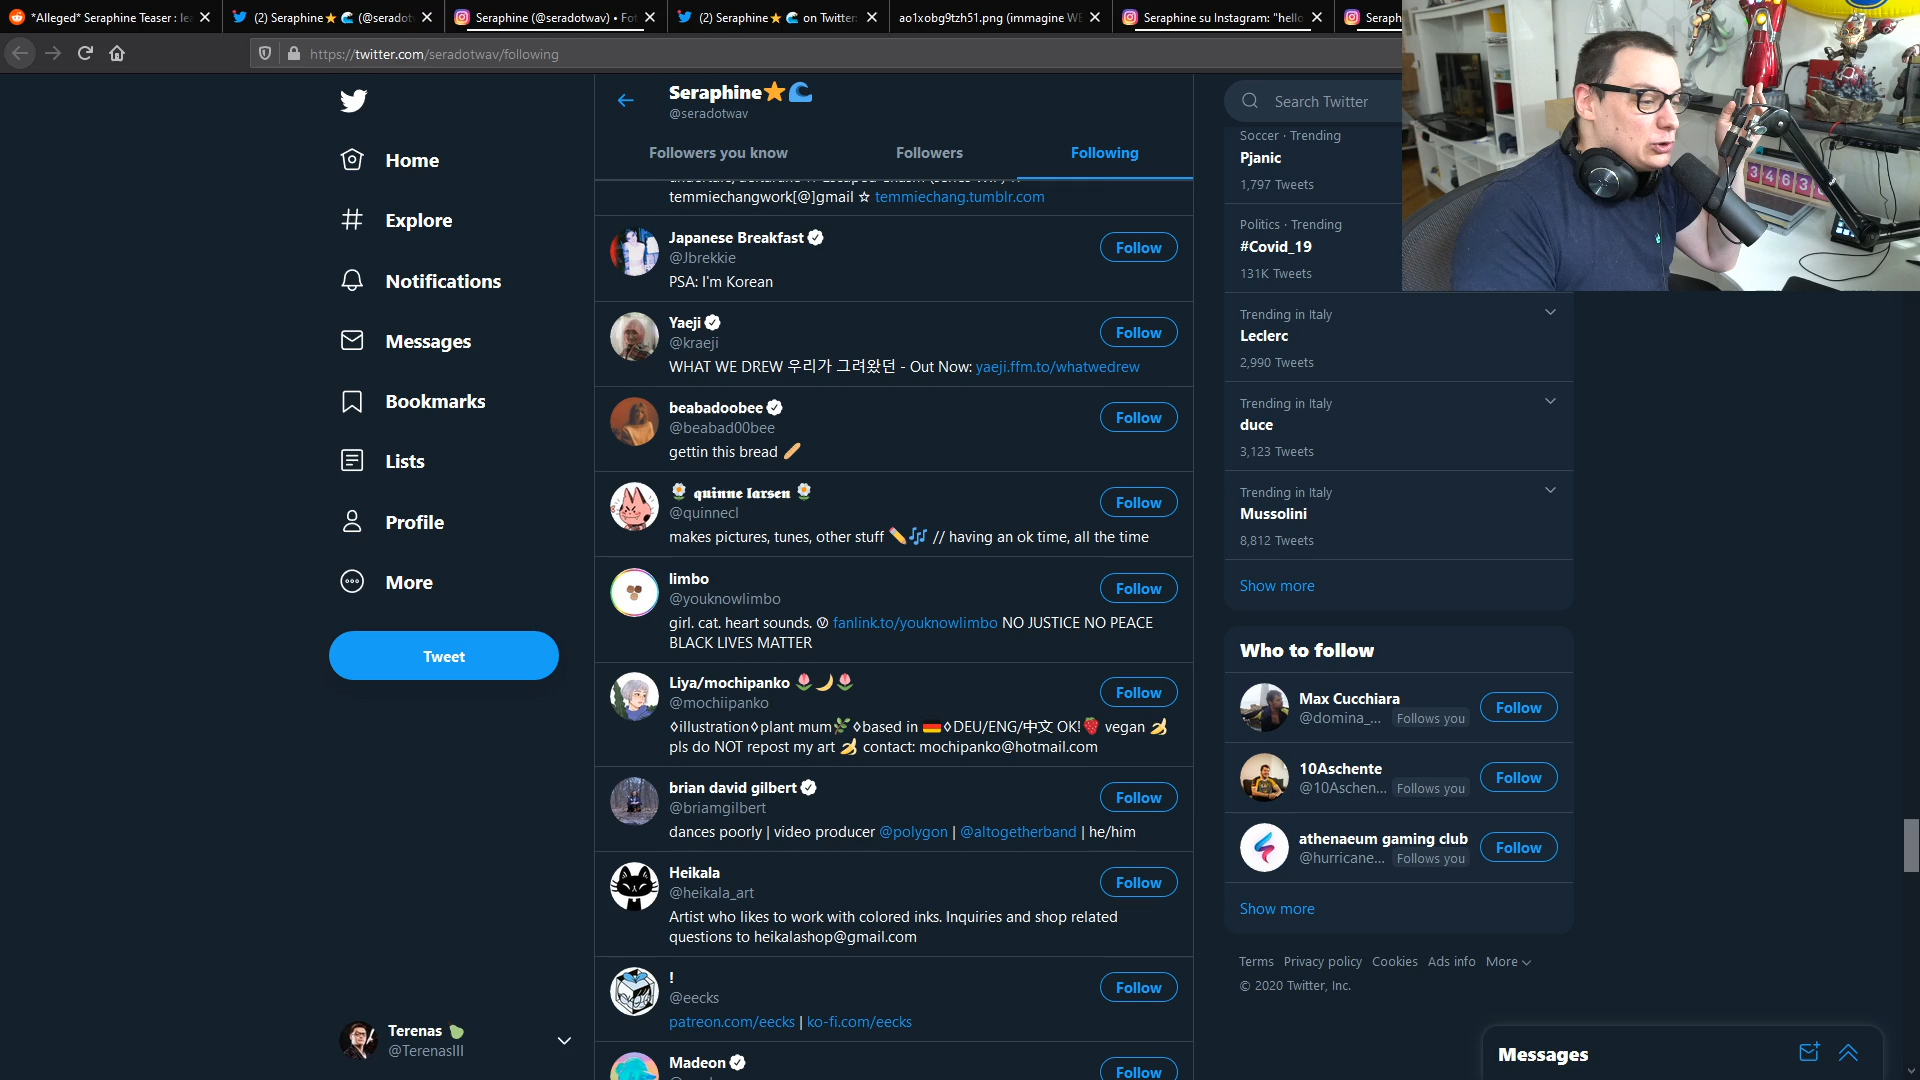 *Alleged* Seraphine Teaser : lea
(2) Seraphine⭐🌊 (@seradotw
Seraphine (@seradotwav) • Fot
(2) Seraphine⭐🌊 on Twitter:
ao1xobg9tzh51.png (immagine WE
Seraphine su Instagram: "hello
Seraph
https://twitter.com/seradotwav/following
Home
Explore
Notifications
Messages
Bookmarks
Lists
Profile
More
Tweet
Terenas
@TerenasIII
Seraphine⭐🌊
@seradotwav
Followers you know
Followers
Following
temmiechangwork[@]gmail ☆ temmiechang.tumblr.com
Japanese Breakfast
@Jbrekkie
PSA: I'm Korean
Follow
Yaeji
@kraeji
WHAT WE DREW 우리가 그려왔던 - Out Now: yaeji.ffm.to/whatwedrew
Follow
beabadoobee
@beabad00bee
gettin this bread 🥖
Follow
🌼 𝖖𝖚𝖎𝖓𝖓𝖊 𝖑𝖆𝖗𝖘𝖊𝖓 🌼
@quinnecl
makes pictures, tunes, other stuff ✏️🎶 // having an ok time, all the time
Follow
limbo
@youknowlimbo
girl. cat. heart sounds. Ⓥ fanlink.to/youknowlimbo NO JUSTICE NO PEACE
BLACK LIVES MATTER
Follow
Liya/mochipanko 🌷🌙🌷
@mochiipanko
◊illustration◊plant mum🌿◊based in 🇩🇪◊DEU/ENG/中文 OK!🍓 vegan 🍌
pls do NOT repost my art 🍌 contact: mochipanko@hotmail.com
Follow
brian david gilbert
@briamgilbert
dances poorly | video producer @polygon | @altogetherband | he/him
Follow
Heikala
@heikala_art
Artist who likes to work with colored inks. Inquiries and shop related
questions to heikalashop@gmail.com
Follow
!
@eecks
patreon.com/eecks | ko-fi.com/eecks
Follow
Madeon
Follow
Search Twitter
Soccer · Trending
Pjanic
1,797 Tweets
Politics · Trending
#Covid_19
131K Tweets
Trending in Italy
Leclerc
2,990 Tweets
Trending in Italy
duce
3,123 Tweets
Trending in Italy
Mussolini
8,812 Tweets
Show more
Who to follow
Max Cucchiara
@domina_... Follows you
Follow
10Aschente
@10Aschen... Follows you
Follow
athenaeum gaming club
@hurricane... Follows you
Follow
Show more
Terms Privacy policy Cookies Ads info More
© 2020 Twitter, Inc.
Messages